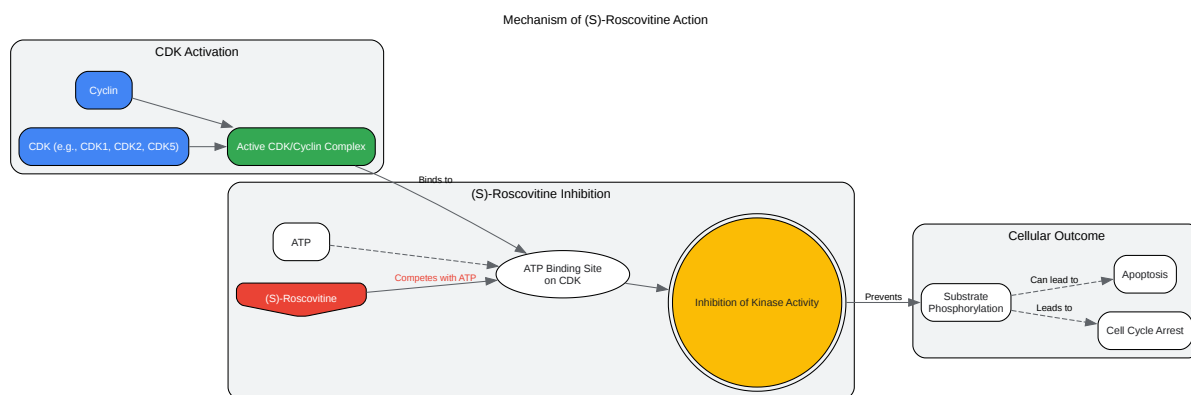 Mechanism of (S)-Roscovitine Action
CDK Activation
Cyclin
CDK (e.g., CDK1, CDK2, CDK5)
Active CDK/Cyclin Complex
Binds to
(S)-Roscovitine Inhibition
ATP
(S)-Roscovitine
Competes with ATP
ATP Binding Site
on CDK
Inhibition of Kinase Activity
Prevents
Cellular Outcome
Substrate
Phosphorylation
Can lead to
Apoptosis
Leads to
Cell Cycle Arrest